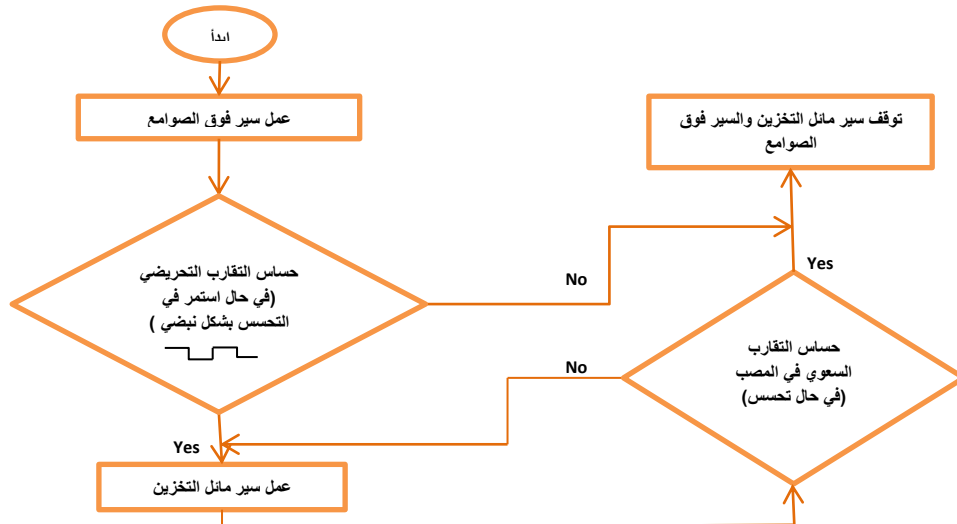 ابدأ
عمل سير فوق الصوامع
توقف سير مائل التخزين والسير فوق
الصوامع
حساس التقارب التحريضي
(في حال استمر في
التحسس بشكل نبضي )
No
Yes
حساس التقارب
السعوي في المصب
(في حال تحسس)
No
Yes
عمل سير مائل التخزين